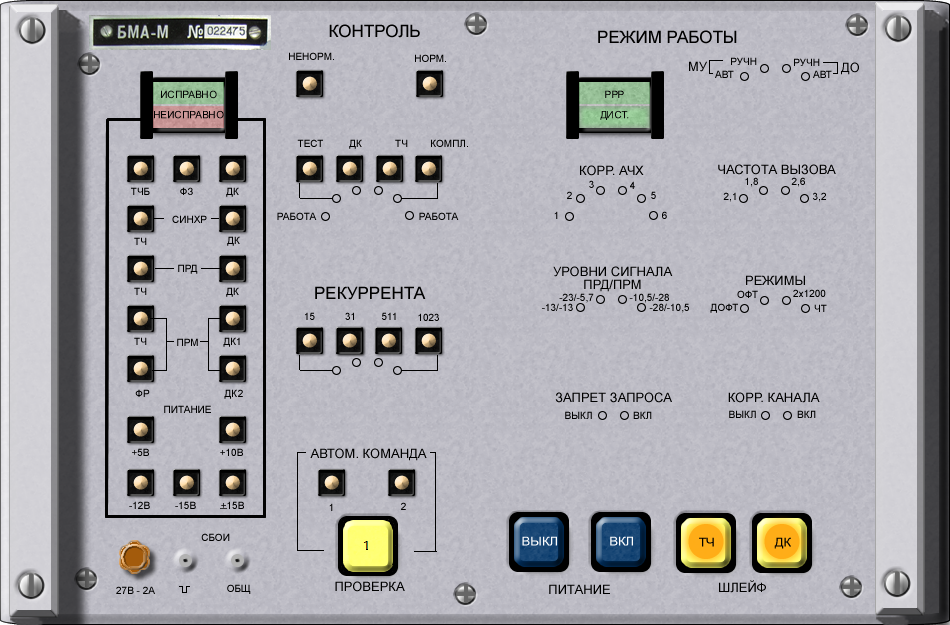 БМА-М № 022475
ИСПРАВНО
НЕИСПРАВНО
ТЧБ ФЗ ДК
СИНХР
ТЧ ДК
ПРД
ТЧ ДК
ПРМ
ТЧ ДК1
ФР ДК2
ПИТАНИЕ
+5В +10В
-12В -15В ±15В
СБОИ
27В - 2А ОБЩ
КОНТРОЛЬ
НЕНОРМ. НОРМ.
ТЕСТ ДК ТЧ КОМПЛ.
РАБОТА РАБОТА
РЕКУРРЕНТА
15 31 511 1023
АВТОМ. КОМАНДА
1 2
1
ПРОВЕРКА
РЕЖИМ РАБОТЫ
РРР
ДИСТ.
МУ РУЧН РУЧН ДО
АВТ АВТ
КОРР. АЧХ
3 4
2 5
1 6
ЧАСТОТА ВЫЗОВА
1,8 2,6
2,1 3,2
УРОВНИ СИГНАЛА
ПРД/ПРМ
-23/-5,7 -10,5/-28
-13/-13 -28/-10,5
РЕЖИМЫ
ОФТ 2х1200
ДОФТ ЧТ
ЗАПРЕТ ЗАПРОСА
ВЫКЛ ВКЛ
КОРР. КАНАЛА
ВЫКЛ ВКЛ
ВЫКЛ ВКЛ
ПИТАНИЕ
ТЧ ДК
ШЛЕЙФ